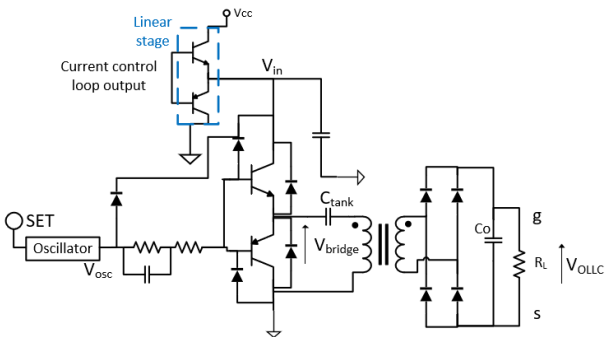 Vcc
Linear
stage
Current control
loop output
Vin
Ctank
SET
Oscillator
Vosc
Vbridge
Co
g
RL
VOLLC
s